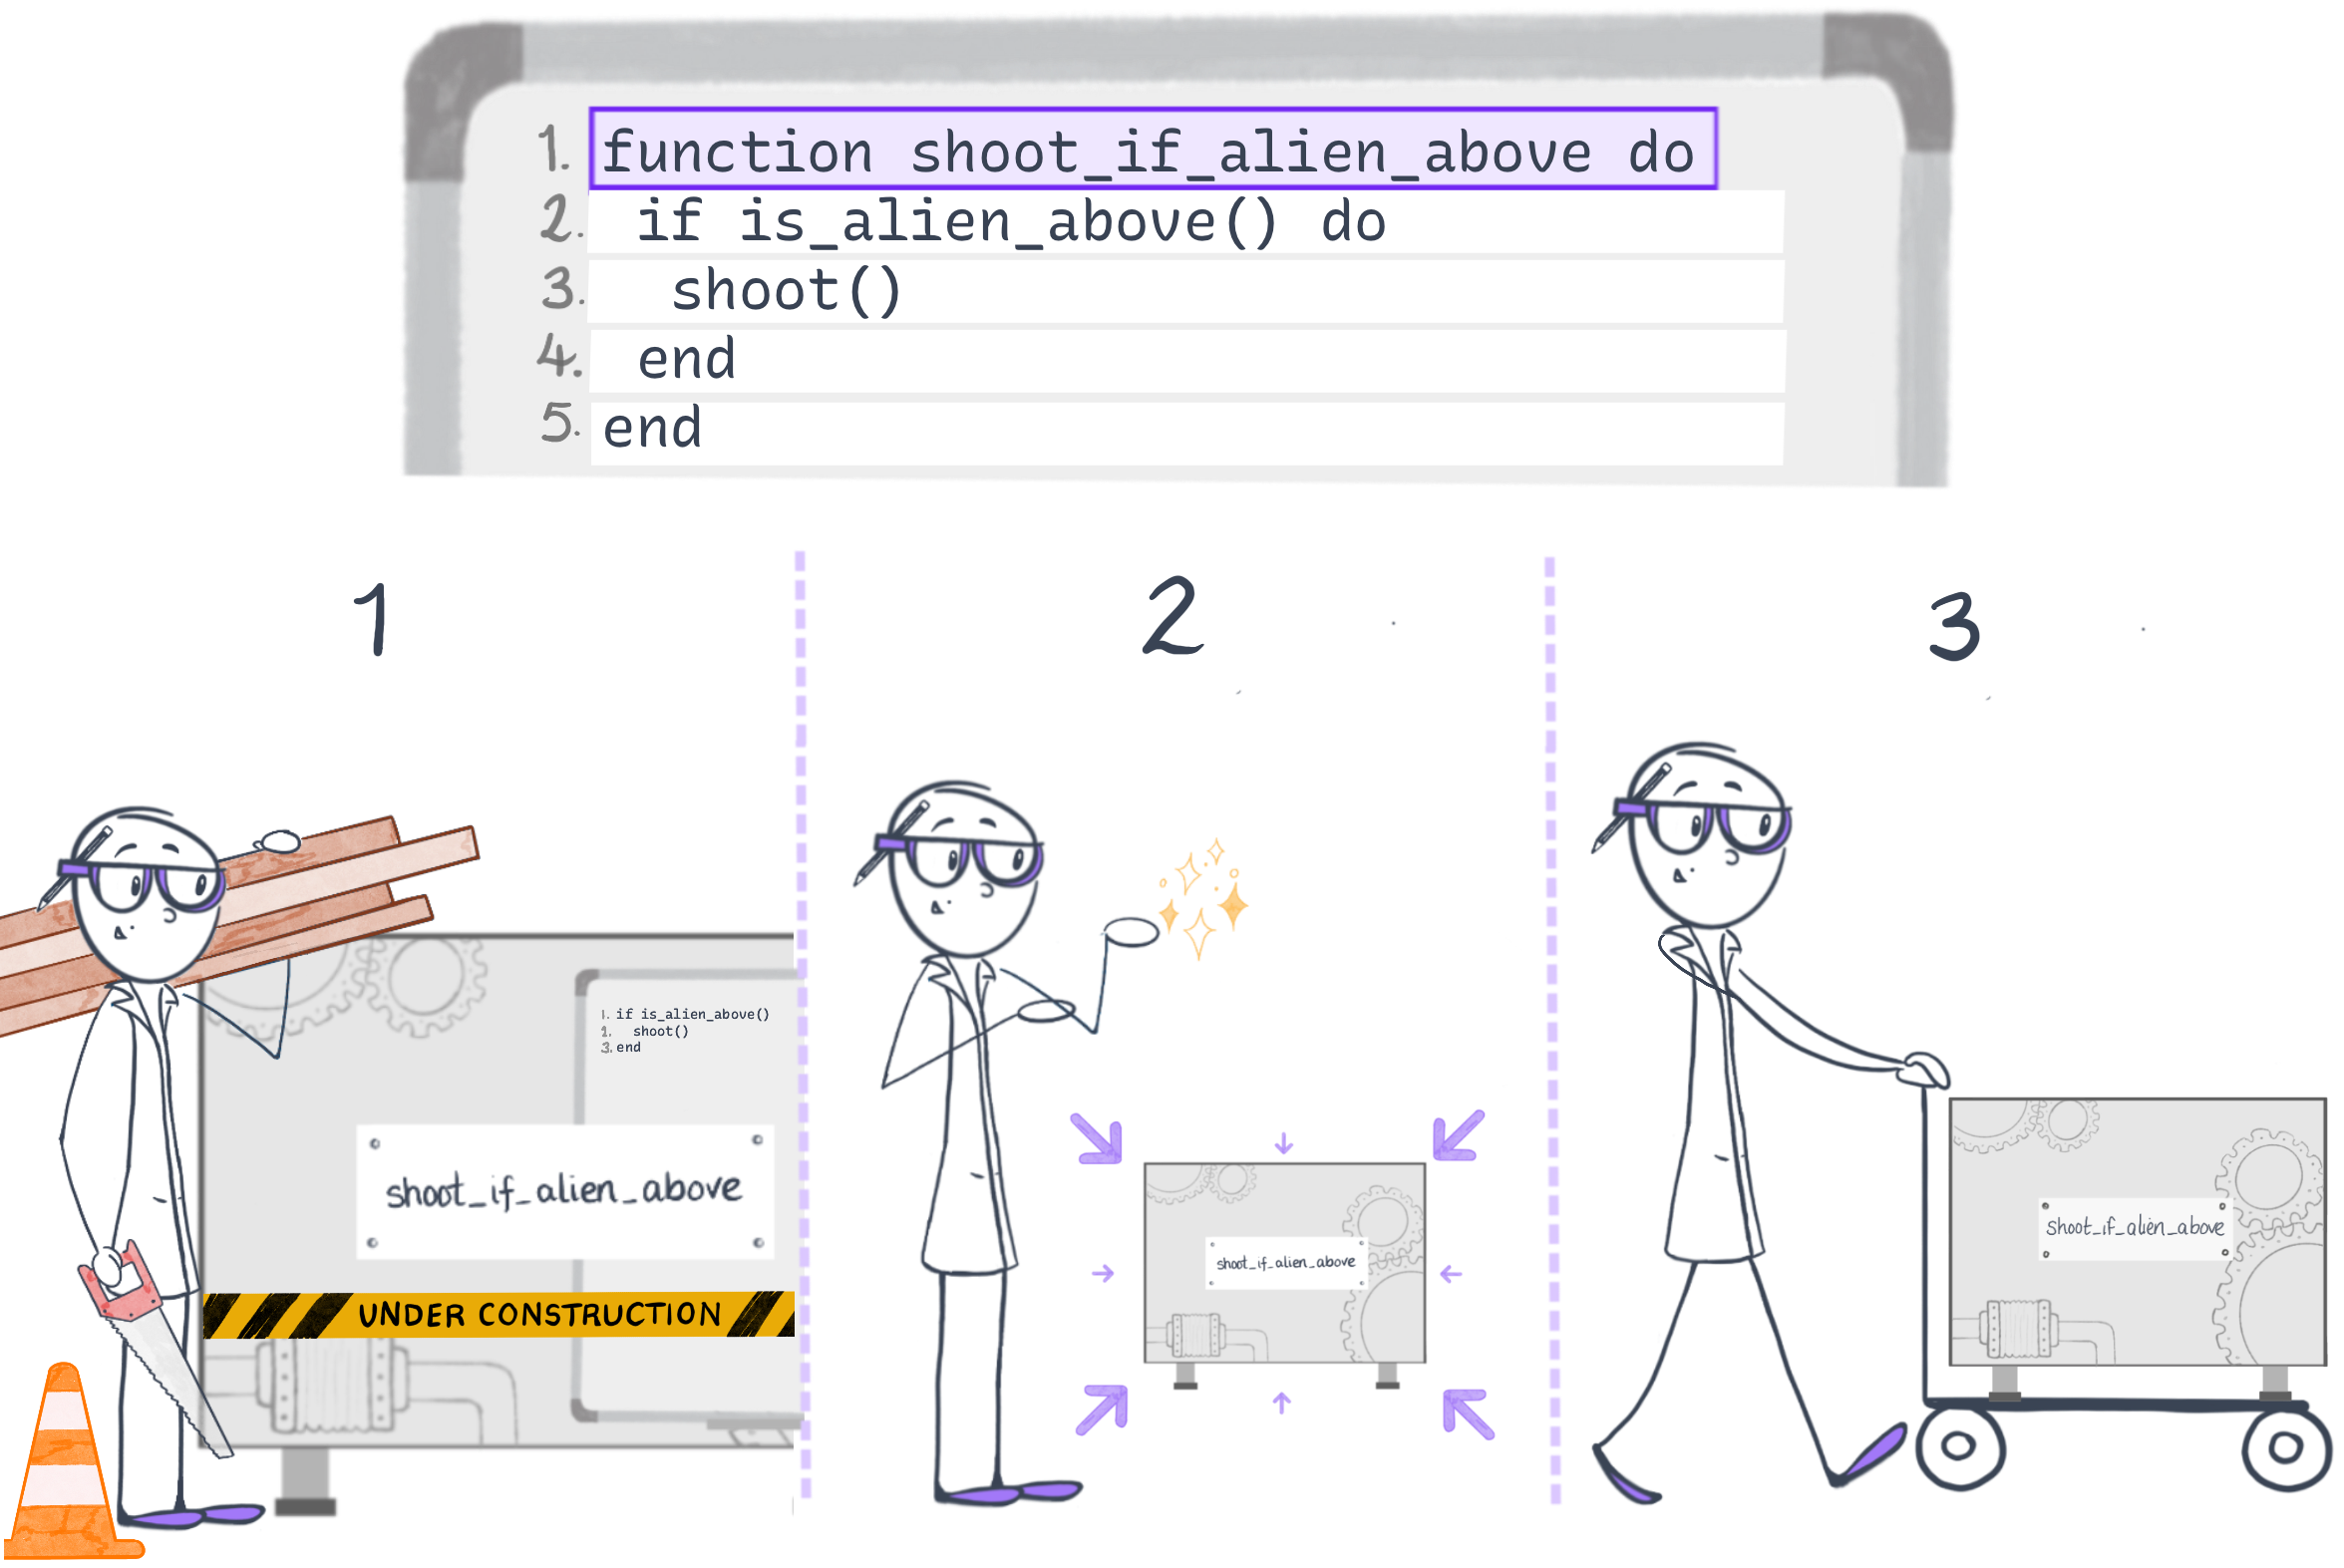 1. function shoot_if_alien_above do
2. if is_alien_above() do
3. shoot()
4. end
5. end
1
2
3
1. if is_alien_above()
2. shoot()
3. end
shoot_if_alien_above
UNDER CONSTRUCTION
shoot_if_alien_above
shoot_if_alien_above